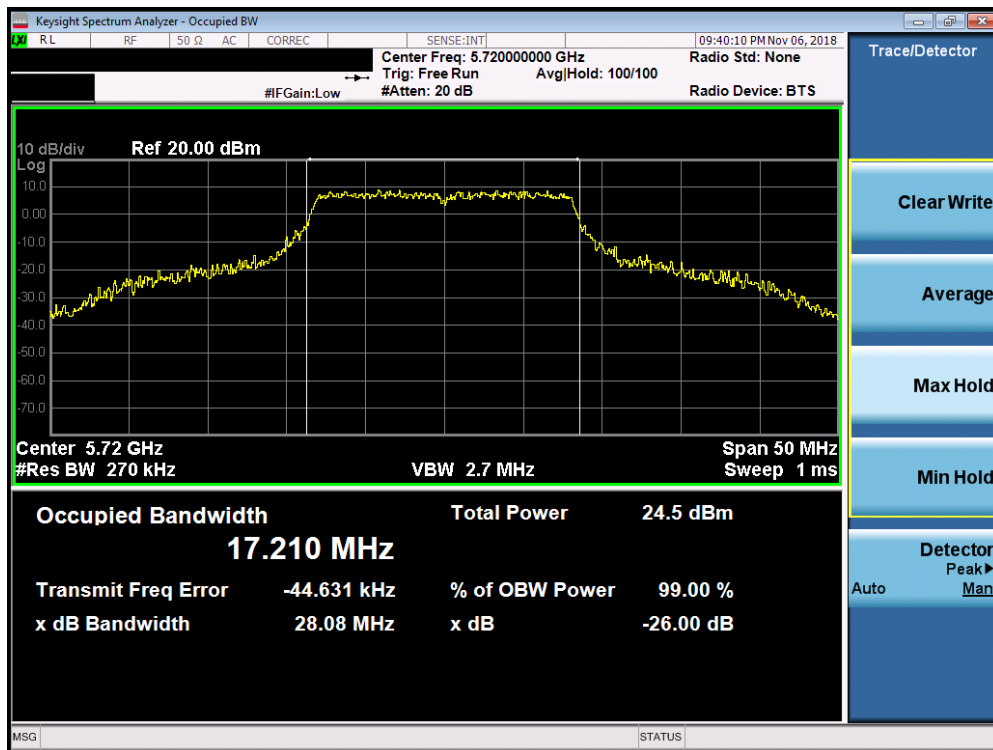 Keysight Spectrum Analyzer - Occupied BW
LXI RL RF 50 Ω AC CORREC SENSE:INT 09:40:10 PM Nov 06, 2018
Center Freq: 5.720000000 GHz Radio Std: None
Trig: Free Run Avg|Hold: 100/100
#IFGain:Low #Atten: 20 dB Radio Device: BTS
Trace/Detector
10 dB/div Ref 20.00 dBm
Log
10.0
0.00
-10.0
-20.0
-30.0
-40.0
-50.0
-60.0
-70.0
Center 5.72 GHz Span 50 MHz
#Res BW 270 kHz VBW 2.7 MHz Sweep 1 ms
Occupied Bandwidth Total Power 24.5 dBm
17.210 MHz
Transmit Freq Error -44.631 kHz % of OBW Power 99.00 %
x dB Bandwidth 28.08 MHz x dB -26.00 dB
Clear Write
Average
Max Hold
Min Hold
Detector
Peak▶
Auto Man
MSG STATUS